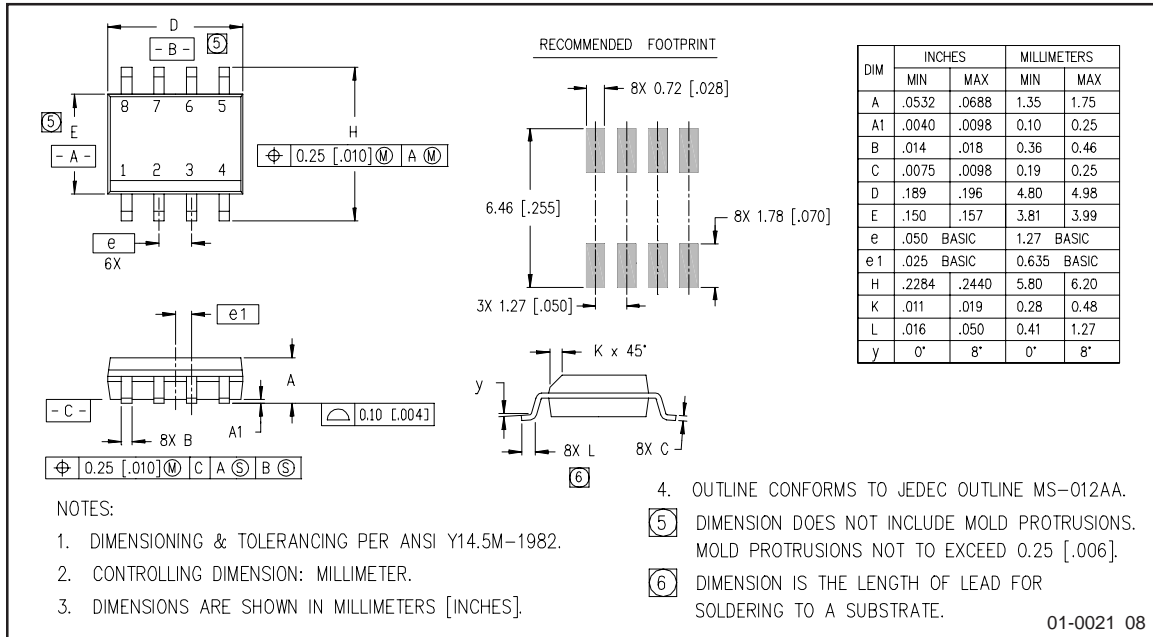 D
- B -
5
8 7 6 5
5
E
- A -
H
⌖ 0.25 [.010] Ⓜ A Ⓜ
1 2 3 4
e
6X
e1
A
- C -
A1
8X B
⌓ 0.10 [.004]
⌖ 0.25 [.010] Ⓜ C A Ⓢ B Ⓢ
RECOMMENDED FOOTPRINT
8X 0.72 [.028]
6.46 [.255]
8X 1.78 [.070]
3X 1.27 [.050]
K x 45°
y
8X L
8X C
6
DIM INCHES MILLIMETERS
MIN MAX MIN MAX
A .0532 .0688 1.35 1.75
A1 .0040 .0098 0.10 0.25
B .014 .018 0.36 0.46
C .0075 .0098 0.19 0.25
D .189 .196 4.80 4.98
E .150 .157 3.81 3.99
e .050 BASIC 1.27 BASIC
e1 .025 BASIC 0.635 BASIC
H .2284 .2440 5.80 6.20
K .011 .019 0.28 0.48
L .016 .050 0.41 1.27
y 0° 8° 0° 8°
NOTES:
1. DIMENSIONING & TOLERANCING PER ANSI Y14.5M-1982.
2. CONTROLLING DIMENSION: MILLIMETER.
3. DIMENSIONS ARE SHOWN IN MILLIMETERS [INCHES].
4. OUTLINE CONFORMS TO JEDEC OUTLINE MS-012AA.
5 DIMENSION DOES NOT INCLUDE MOLD PROTRUSIONS.
MOLD PROTRUSIONS NOT TO EXCEED 0.25 [.006].
6 DIMENSION IS THE LENGTH OF LEAD FOR
SOLDERING TO A SUBSTRATE.
01-0021 08